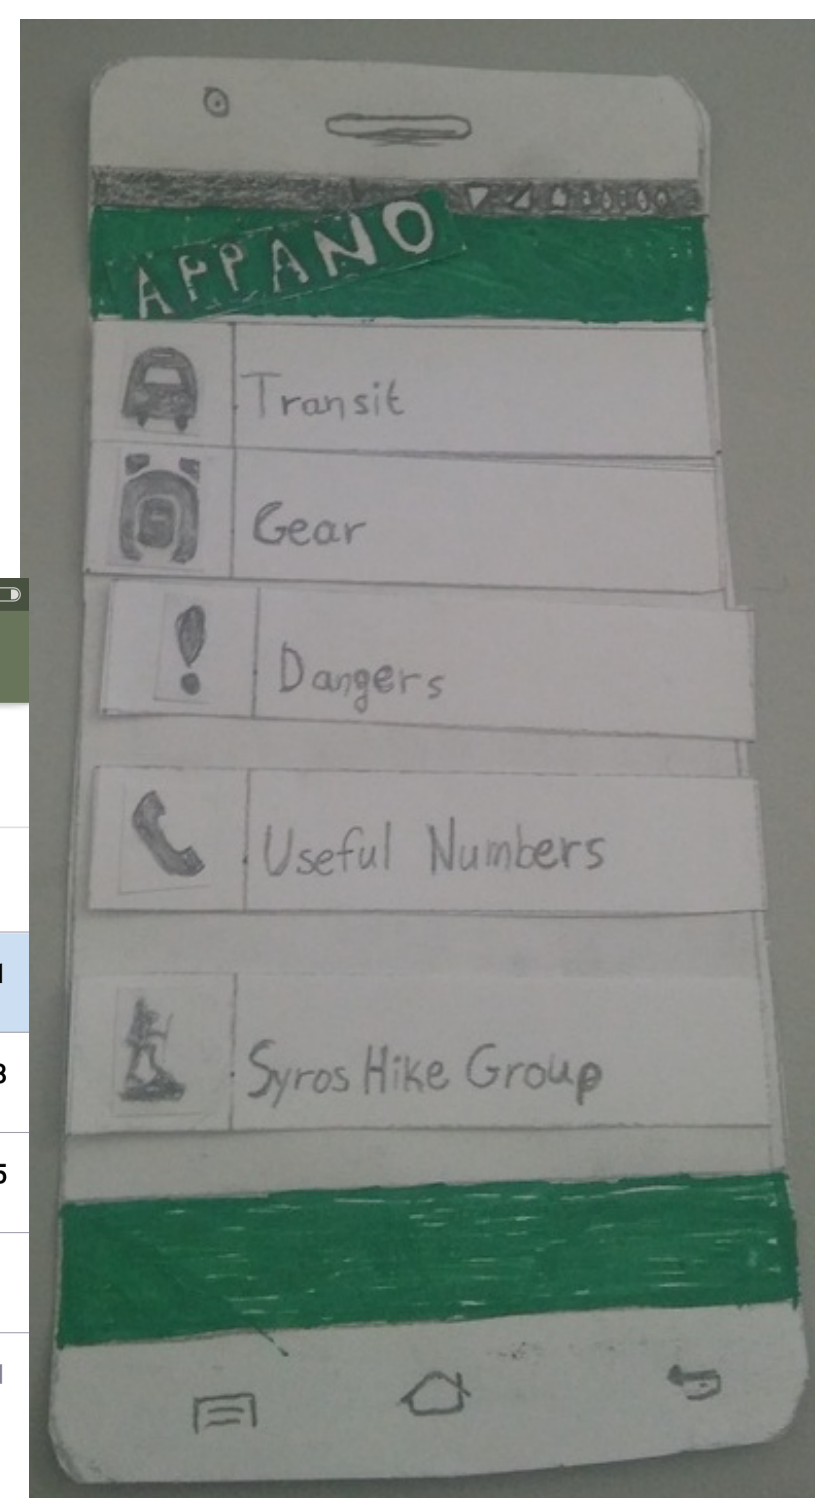 APPANO
Transit
Gear
Dangers
Useful Numbers
Syros Hike Group